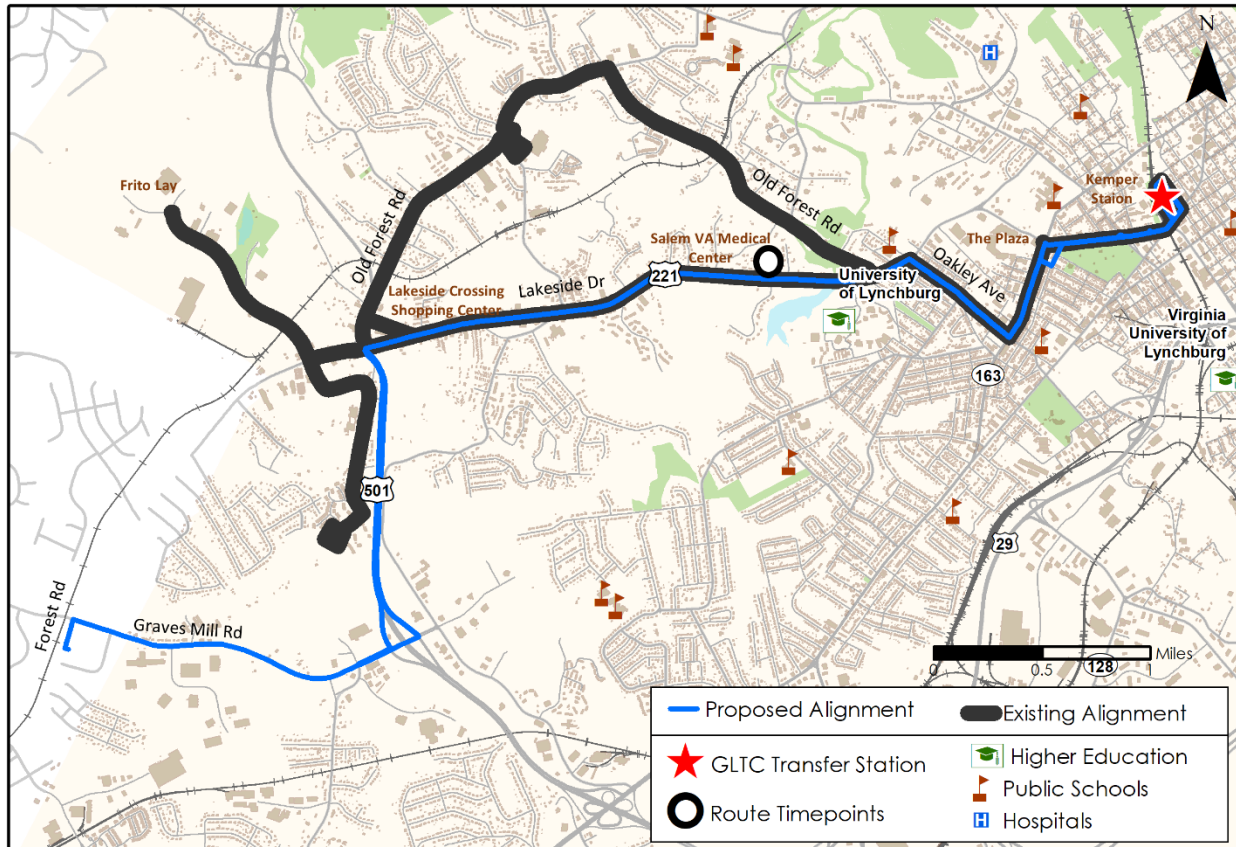 N
H
Kemper
Staion
Frito Lay
Old Forest Rd
Old Forest Rd
The Plaza
Salem VA Medical
Center
Oakley Ave
221
University
of Lynchburg
Lakeside Dr
Lakeside Crossing
Shopping Center
Virginia
University of
Lynchburg
163
501
29
Forest Rd
Graves Mill Rd
Miles
0
0.5
1
128
Proposed Alignment
Existing Alignment
GLTC Transfer Station
Higher Education
Public Schools
Route Timepoints
H Hospitals